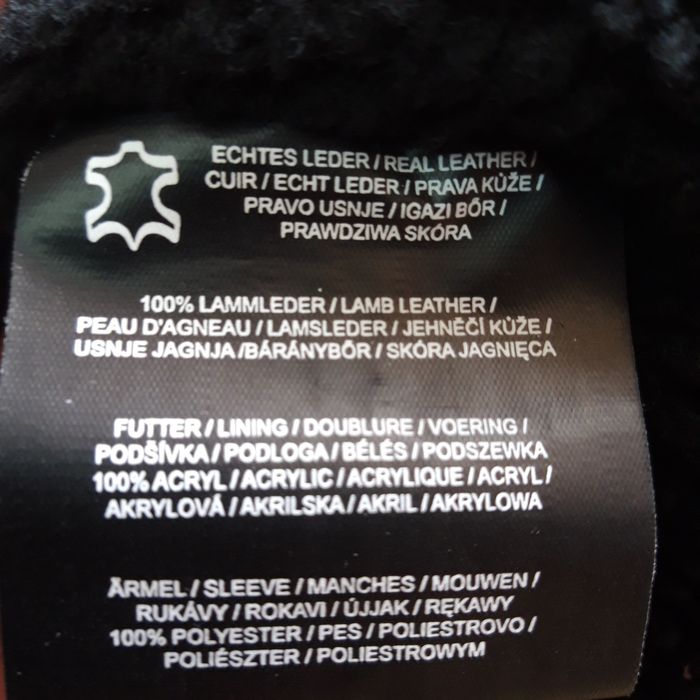 ECHTES LEDER / REAL LEATHER /
CUIR / ECHT LEDER / PRAVA KŮŽE /
PRAVO USNJE / IGAZI BŐR /
PRAWDZIWA SKÓRA
100% LAMMLEDER / LAMB LEATHER /
PEAU D'AGNEAU / LAMSLEDER / JEHNĚČÍ KŮŽE /
USNJE JAGNJA /BÁRÁNYBŐR / SKÓRA JAGNIĘCA
FUTTER / LINING / DOUBLURE / VOERING /
PODŠÍVKA / PODLOGA / BÉLÉS / PODSZEWKA
100% ACRYL / ACRYLIC / ACRYLIQUE / ACRYL /
AKRYLOVÁ / AKRILSKA / AKRIL / AKRYLOWA
ÄRMEL / SLEEVE / MANCHES / MOUWEN /
RUKÁVY / ROKAVI / ÚJJAK / RĘKAWY
100% POLYESTER / PES / POLIESTROVO /
POLIÉSZTER / POLIESTROWYM